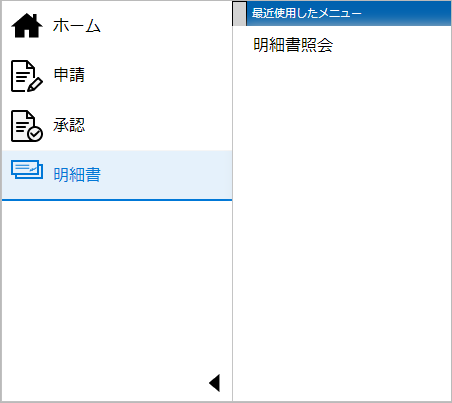 ホーム
申請
承認
明細書
最近使用したメニュー
明細書照会